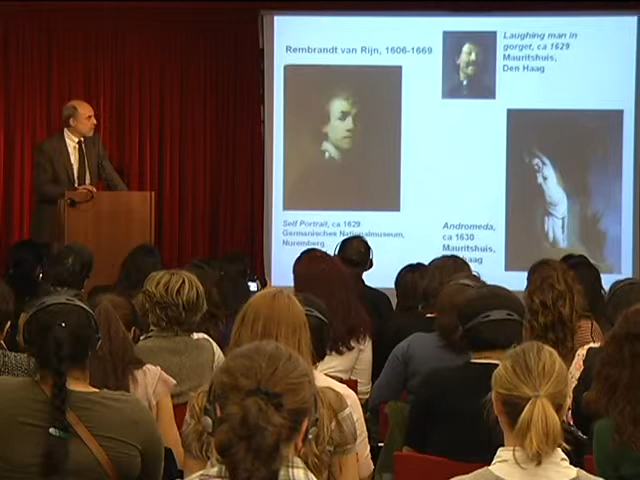 Rembrandt van Rijn, 1606-1669
Laughing man in
gorget, ca 1629
Mauritshuis,
Den Haag
Self Portrait, ca 1629
Germanisches Nationalmuseum,
Nuremberg
Andromeda,
ca 1630
Mauritshuis,
Haag